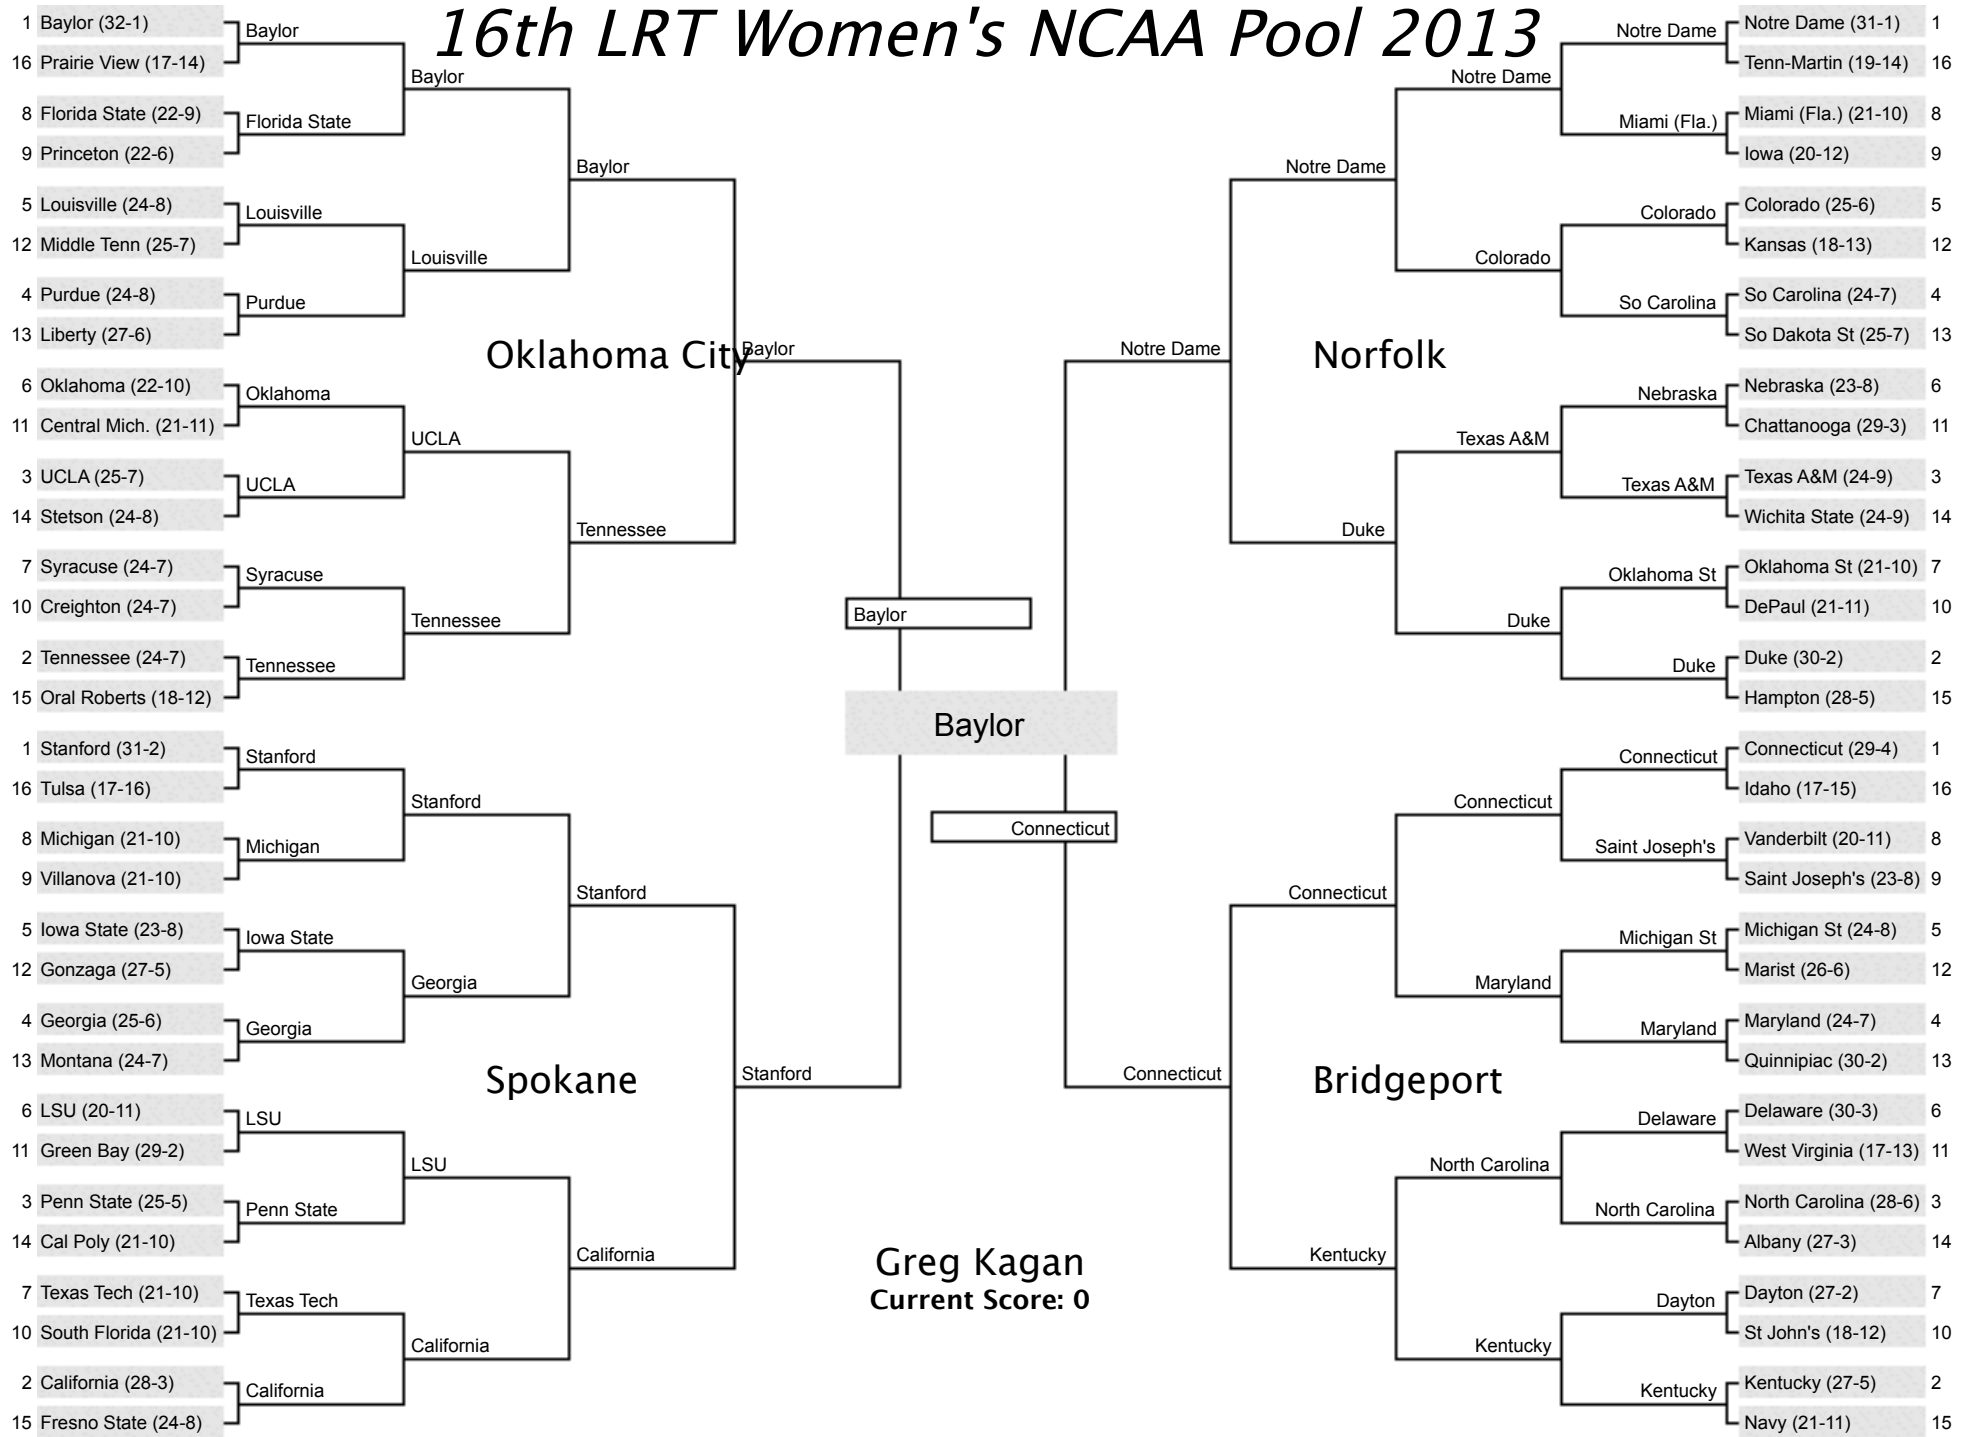 16th LRT Women's NCAA Pool 2013
1 Baylor (32-1)
16 Prairie View (17-14)
8 Florida State (22-9)
9 Princeton (22-6)
5 Louisville (24-8)
12 Middle Tenn (25-7)
4 Purdue (24-8)
13 Liberty (27-6)
6 Oklahoma (22-10)
11 Central Mich. (21-11)
3 UCLA (25-7)
14 Stetson (24-8)
7 Syracuse (24-7)
10 Creighton (24-7)
2 Tennessee (24-7)
15 Oral Roberts (18-12)
Baylor
Florida State
Louisville
Purdue
Oklahoma
UCLA
Syracuse
Tennessee
Baylor
Louisville
UCLA
Tennessee
Baylor
Tennessee
Oklahoma City
Baylor
1 Stanford (31-2)
16 Tulsa (17-16)
8 Michigan (21-10)
9 Villanova (21-10)
5 Iowa State (23-8)
12 Gonzaga (27-5)
4 Georgia (25-6)
13 Montana (24-7)
6 LSU (20-11)
11 Green Bay (29-2)
3 Penn State (25-5)
14 Cal Poly (21-10)
7 Texas Tech (21-10)
10 South Florida (21-10)
2 California (28-3)
15 Fresno State (24-8)
Stanford
Michigan
Iowa State
Georgia
LSU
Penn State
Texas Tech
California
Stanford
Georgia
LSU
California
Stanford
California
Spokane
Stanford
Baylor
Baylor
Connecticut
Greg Kagan
Current Score: 0
Notre Dame (31-1) 1
Tenn-Martin (19-14) 16
Miami (Fla.) (21-10) 8
Iowa (20-12) 9
Colorado (25-6) 5
Kansas (18-13) 12
So Carolina (24-7) 4
So Dakota St (25-7) 13
Nebraska (23-8) 6
Chattanooga (29-3) 11
Texas A&M (24-9) 3
Wichita State (24-9) 14
Oklahoma St (21-10) 7
DePaul (21-11) 10
Duke (30-2) 2
Hampton (28-5) 15
Notre Dame
Miami (Fla.)
Colorado
So Carolina
Nebraska
Texas A&M
Oklahoma St
Duke
Notre Dame
Colorado
Texas A&M
Duke
Notre Dame
Duke
Norfolk
Notre Dame
Connecticut (29-4) 1
Idaho (17-15) 16
Vanderbilt (20-11) 8
Saint Joseph's (23-8) 9
Michigan St (24-8) 5
Marist (26-6) 12
Maryland (24-7) 4
Quinnipiac (30-2) 13
Delaware (30-3) 6
West Virginia (17-13) 11
North Carolina (28-6) 3
Albany (27-3) 14
Dayton (27-2) 7
St John's (18-12) 10
Kentucky (27-5) 2
Navy (21-11) 15
Connecticut
Saint Joseph's
Michigan St
Maryland
Delaware
North Carolina
Dayton
Kentucky
Connecticut
Maryland
North Carolina
Kentucky
Connecticut
Kentucky
Bridgeport
Connecticut